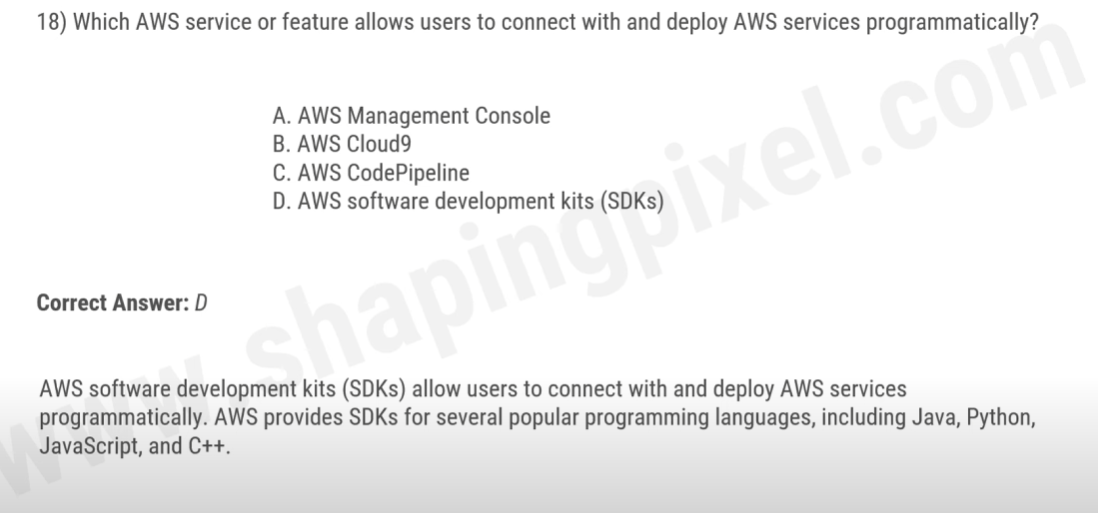 18) Which AWS service or feature allows users to connect with and deploy AWS services programmatically?
A. AWS Management Console
B. AWS Cloud9
C. AWS CodePipeline
D. AWS software development kits (SDKs)
Correct Answer: D
AWS software development kits (SDKs) allow users to connect with and deploy AWS services
programmatically. AWS provides SDKs for several popular programming languages, including Java, Python,
JavaScript, and C++.
www.shapingpixel.com